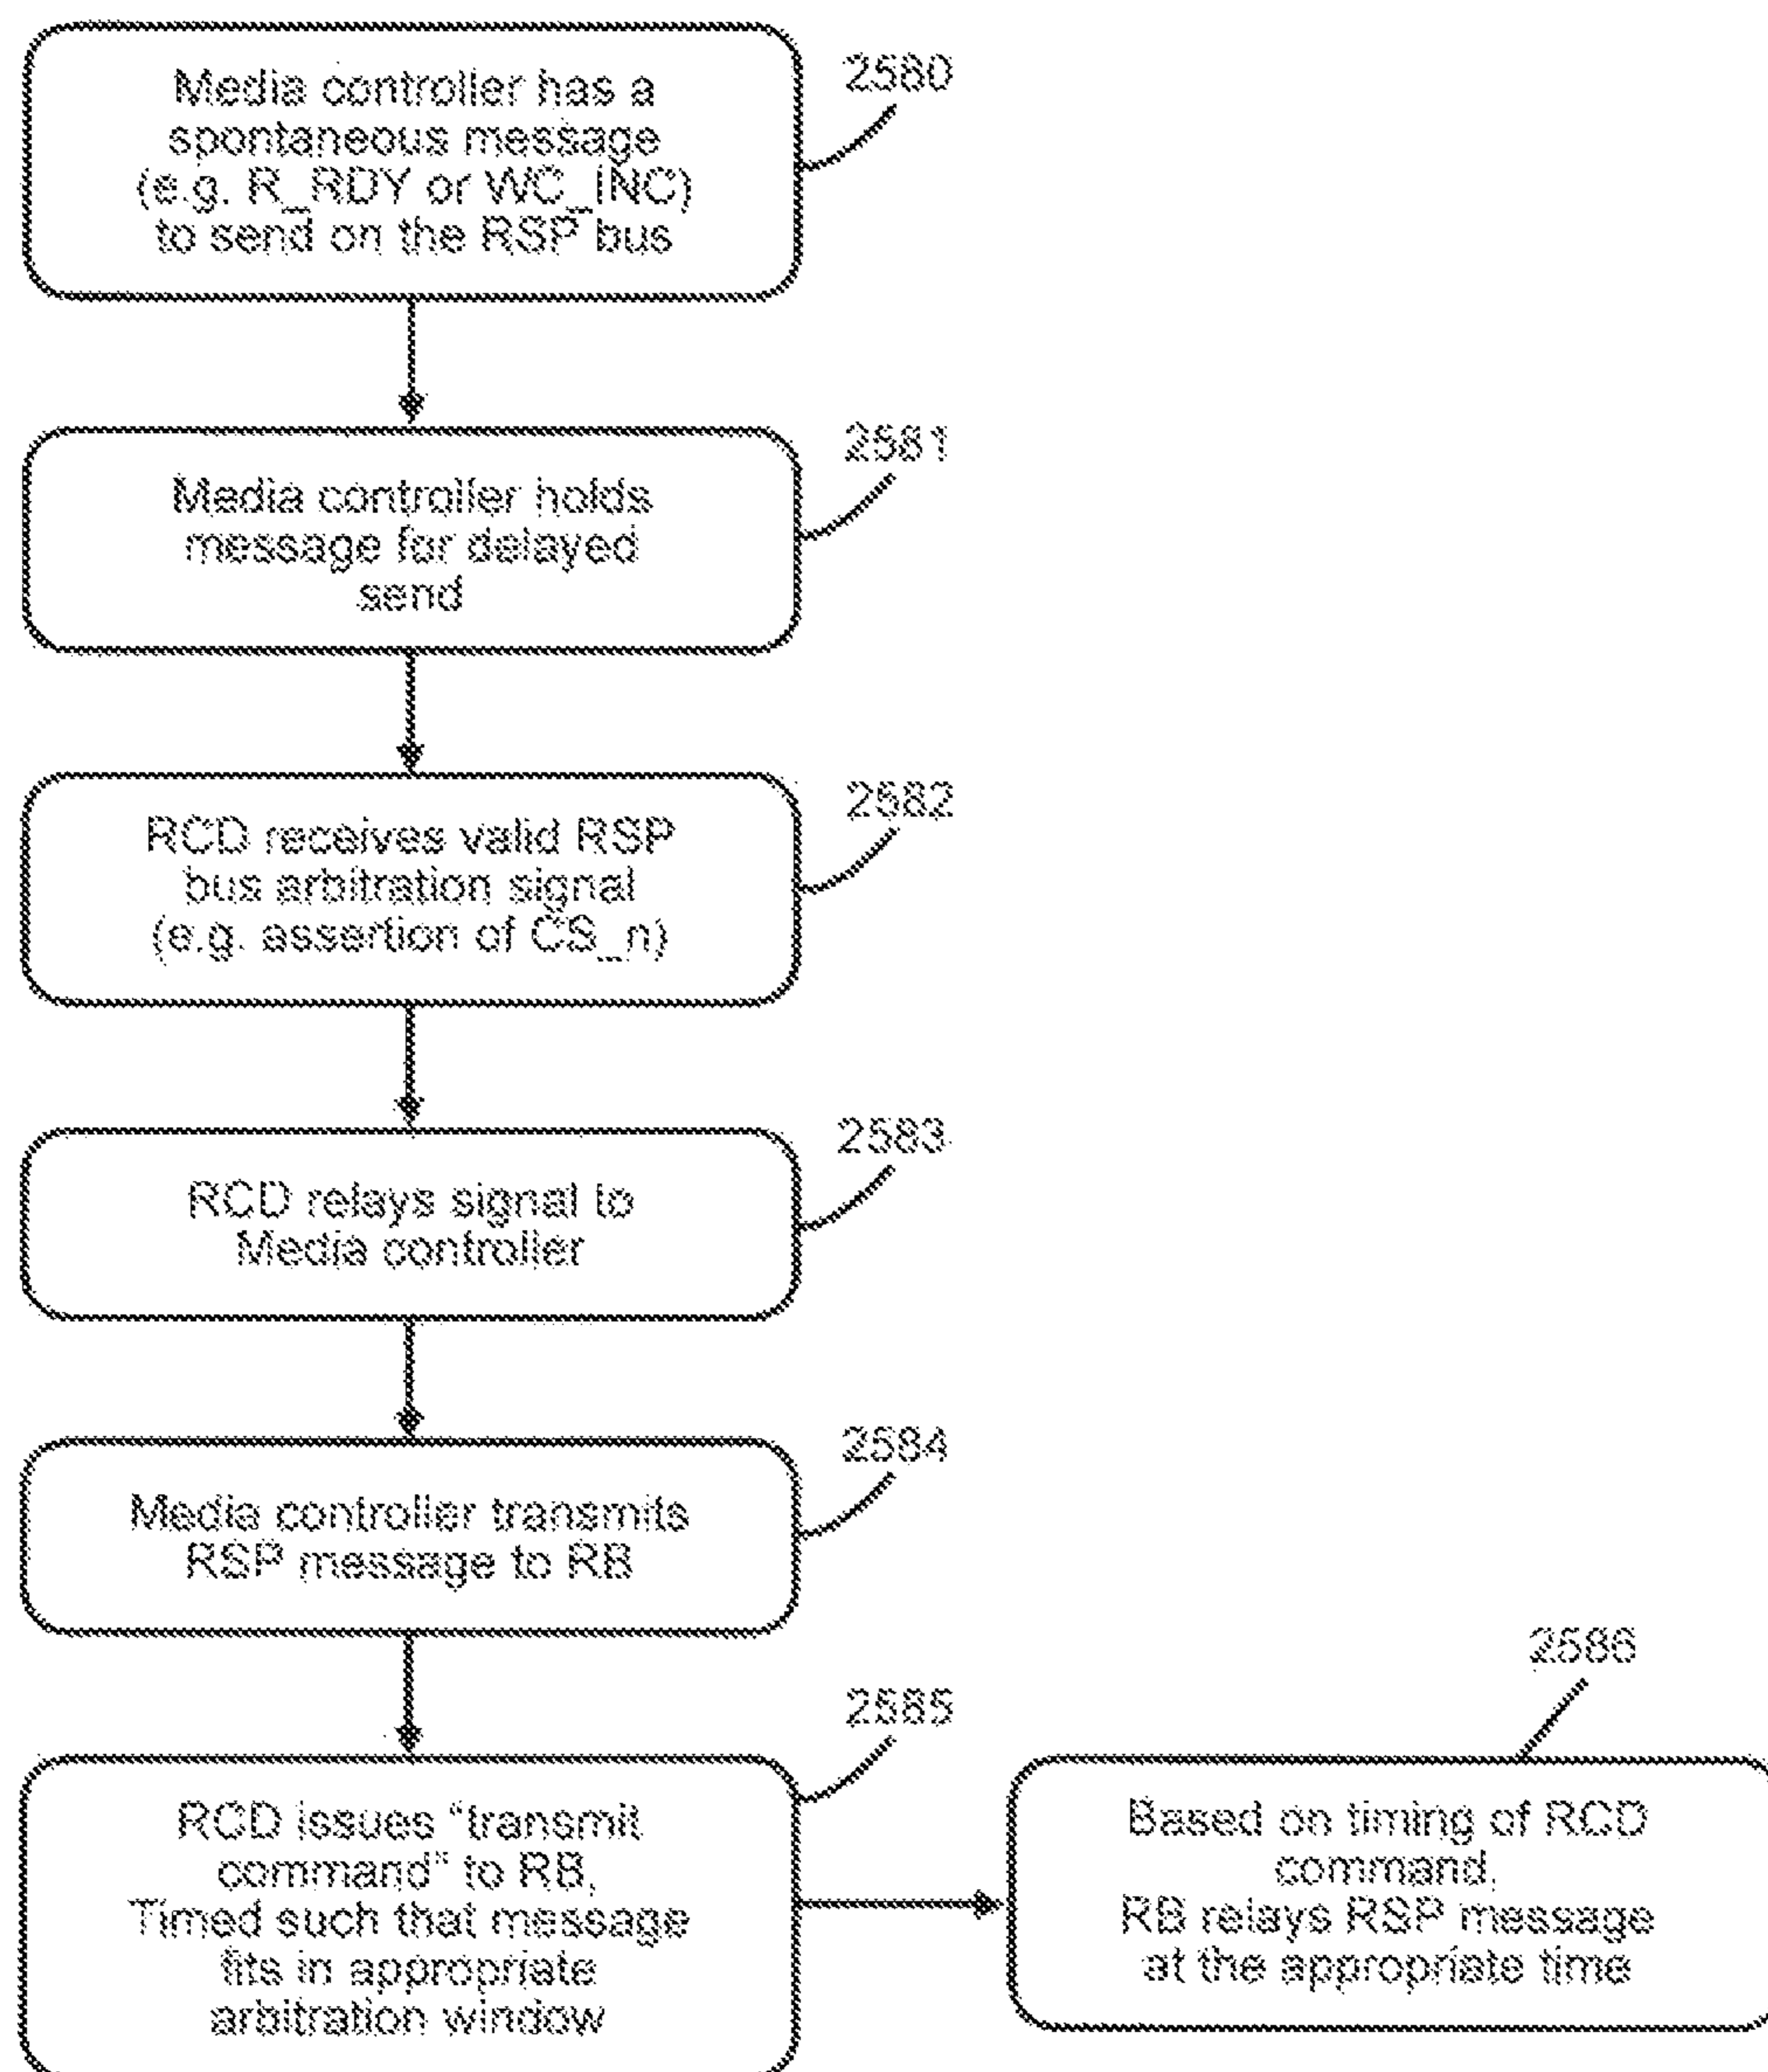 Media controller has a
spontaneous message
(e.g. R_RDY or WC_INC)
to send on the RSP bus
2580
Media controller holds
message for delayed
send
2581
RCD receives valid RSP
bus arbitration signal
(e.g. assertion of CS_n)
2582
RCD relays signal to
Media controller
2583
Media controller transmits
RSP message to RB
2584
RCD issues “transmit
command” to RB,
Timed such that message
fits in appropriate
arbitration window
2585
Based on timing of RCD
command,
RB relays RSP message
at the appropriate time
2586